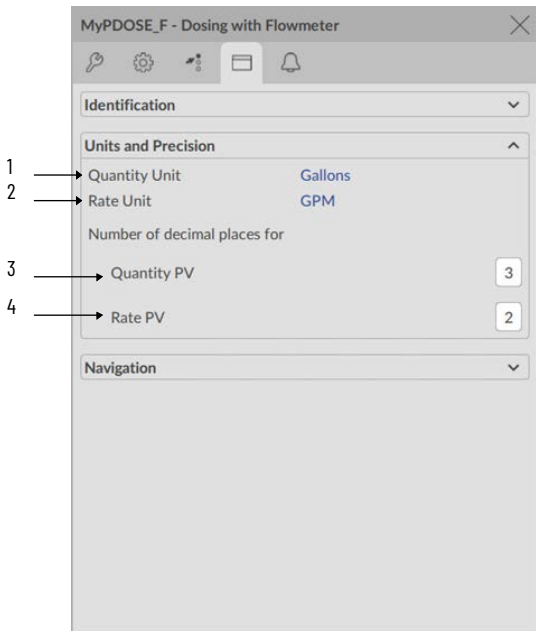 MyPDOSE_F - Dosing with Flowmeter
Identification
Units and Precision
1 Quantity Unit Gallons
2 Rate Unit GPM
Number of decimal places for
3 Quantity PV 3
4 Rate PV 2
Navigation